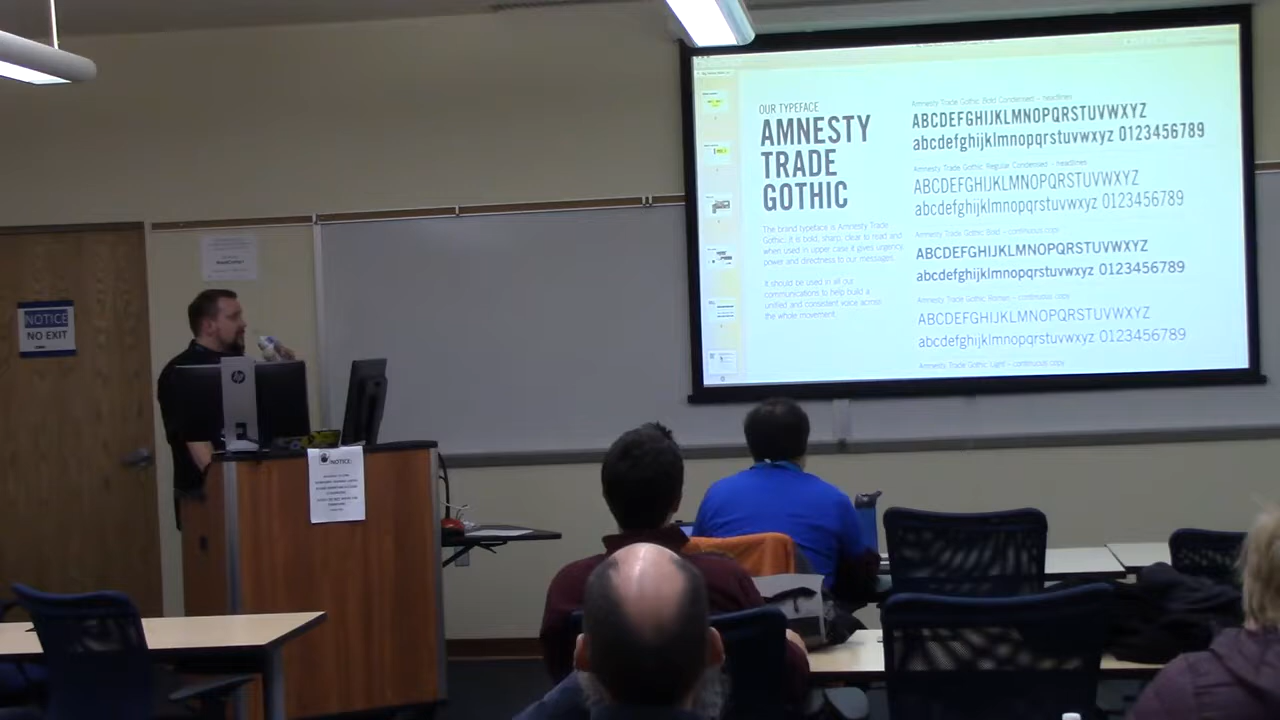 OUR TYPEFACE
AMNESTY
TRADE
GOTHIC
The brand typeface is Amnesty Trade
Gothic. It is bold, sharp, clear to read and
when used in upper case it gives urgency,
power and directness to our messages.
It should be used in all our
communications to help build a
unified and consistent voice across
the whole movement.
Amnesty Trade Gothic Bold Condensed – headlines
ABCDEFGHIJKLMNOPQRSTUVWXYZ
abcdefghijklmnopqrstuvwxyz 0123456789
Amnesty Trade Gothic Regular Condensed – headlines
ABCDEFGHIJKLMNOPQRSTUVWXYZ
abcdefghijklmnopqrstuvwxyz 0123456789
Amnesty Trade Gothic Bold – continuous copy
ABCDEFGHIJKLMNOPQRSTUVWXYZ
abcdefghijklmnopqrstuvwxyz 0123456789
Amnesty Trade Gothic Roman – continuous copy
ABCDEFGHIJKLMNOPQRSTUVWXYZ
abcdefghijklmnopqrstuvwxyz 0123456789
Amnesty Trade Gothic Light – continuous copy
NOTICE
NO EXIT
hp
NOTICE: